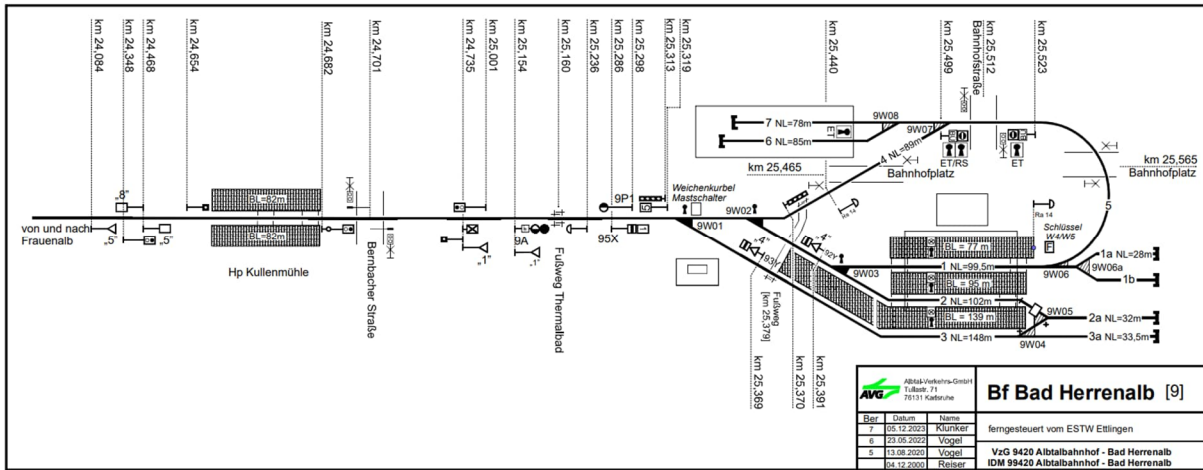 km 24,084
km 24,348
km 24,468
km 24,654
km 24,682
km 24,701
km 24,735
km 25,001
km 25,154
km 25,160
km 25,236
km 25,286
km 25,298
km 25,313
km 25,319
km 25,440
km 25,499
Bahnhofstraße
km 25,512
km 25,523
7 NL=78m
6 NL=85m
ET
9W08
9W07
4 NL=89m
ET/RS
ET
km 25,465
Bahnhofplatz
km 25,565
Bahnhofplatz
5
„8"
BL=82m
9P1
Weichenkurbel
Mastschalter
Ra 14
Ra 14
Schlüssel
W4/W5
von und nach
Frauenalb
„5"
„5"
BL=82m
„1"
9A
„1"
95X
9W01
9W02
„4"
93Y
„4"
92Y
9W03
BL = 77 m
1 NL=99,5m
9W06
9W06a
1a NL=28m
1b
Hp Kullenmühle
Bernbacher Straße
Fußweg Thermalbad
BL = 95 m
2 NL=102m
BL = 139 m
3 NL=148m
9W05
9W04
2a NL=32m
3a NL=33,5m
Fußweg
[km 25,379]
km 25,369
km 25,370
km 25,391
AVG
Albtal-Verkehrs-GmbH
Tullastr. 71
76131 Karlsruhe
Bf Bad Herrenalb [9]
Ber Datum Name
7 05.12.2023 Klunker
6 23.05.2022 Vogel
5 13.08.2020 Vogel
04.12.2000 Reiser
ferngesteuert vom ESTW Ettlingen
VzG 9420 Albtalbahnhof - Bad Herrenalb
IDM 99420 Albtalbahnhof - Bad Herrenalb